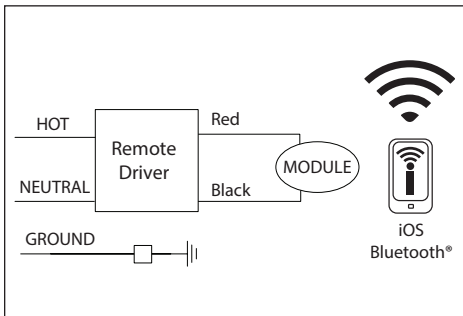 HOT
Red
Remote
Driver
MODULE
NEUTRAL
Black
GROUND
iOS
Bluetooth®